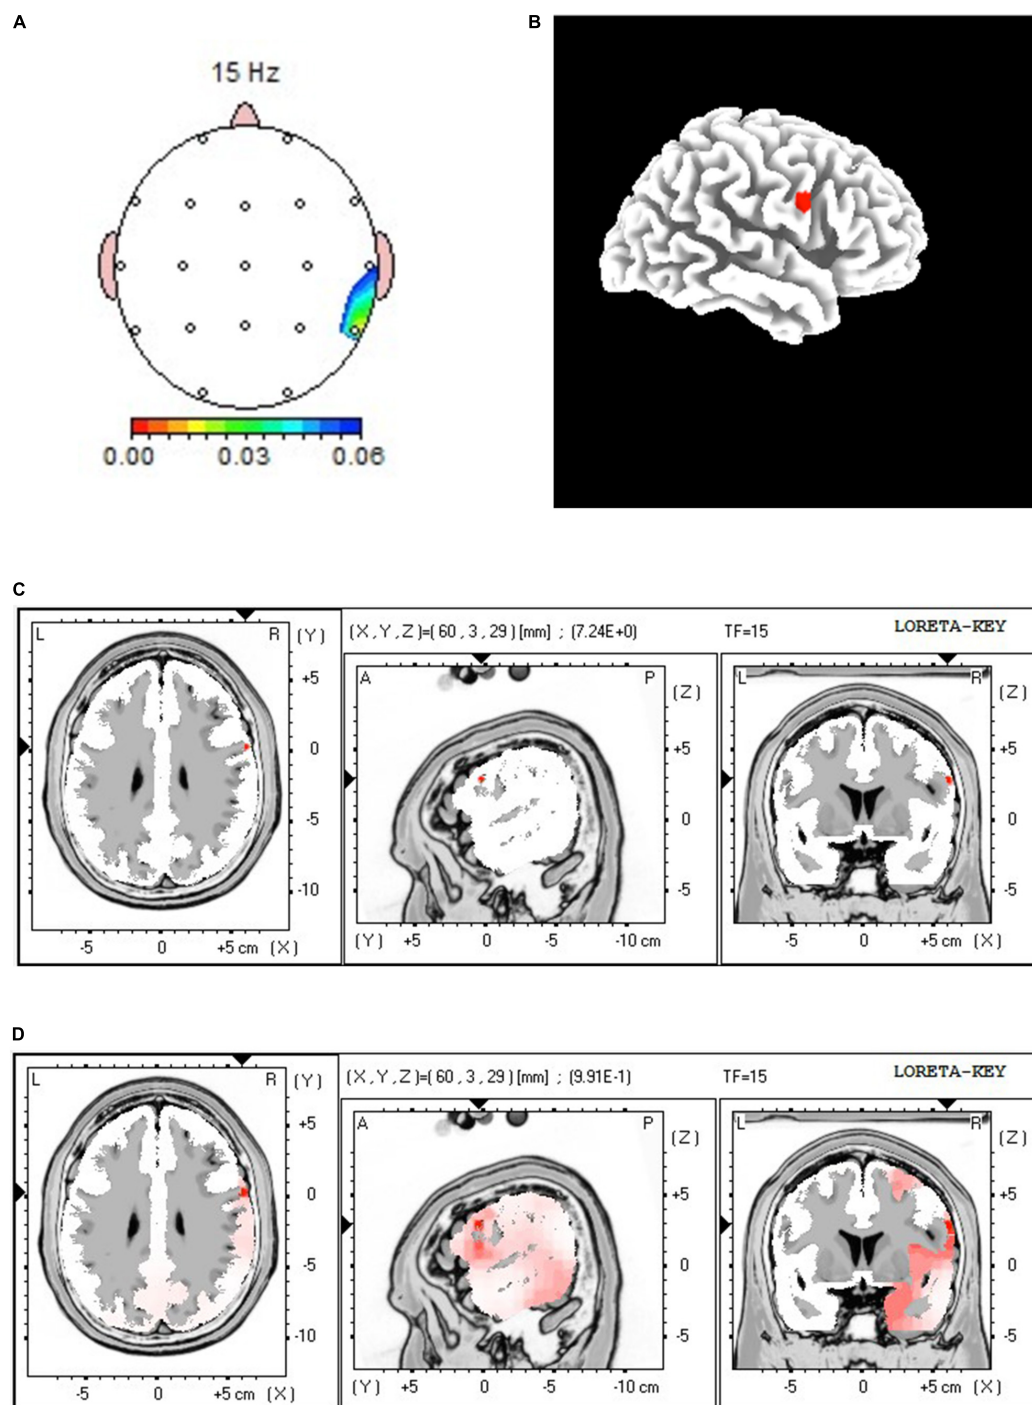 A
B
15 Hz
0.00 0.03 0.06
C
L R (Y) (X,Y,Z)=(60,3,29)[mm] ; (7.24E+0) TF=15 LORETA-KEY
A P (Z) L R (Z)
+5
0
-5
-10
+5
0
-5
+5
0
-5
-5 0 +5 cm (X)
(Y) +5 0 -5 -10 cm
-5 0 +5 cm (X)
D
L R (Y) (X,Y,Z)=(60,3,29)[mm] ; (9.91E-1) TF=15 LORETA-KEY
A P (Z) L R (Z)
+5
0
-5
-10
+5
0
-5
+5
0
-5
-5 0 +5 cm (X)
(Y) +5 0 -5 -10 cm
-5 0 +5 cm (X)